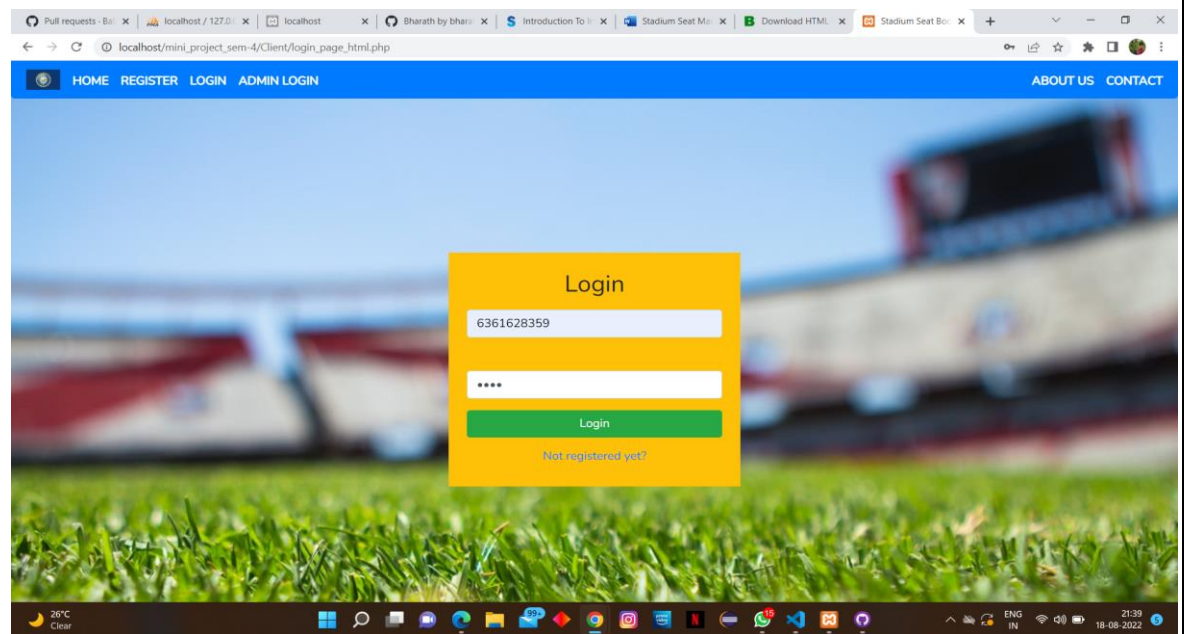 Pull requests · Bal
localhost / 127.0.
localhost
Bharath by bhara
Introduction To
Stadium Seat Ma
Download HTML
Stadium Seat Boo
localhost/mini_project_sem-4/Client/login_page_html.php
HOME REGISTER LOGIN ADMIN LOGIN ABOUT US CONTACT
Login
6361628359
Login
Not registered yet?
99+
15
26°C
Clear
ENG
IN
21:39
18-08-2022
5